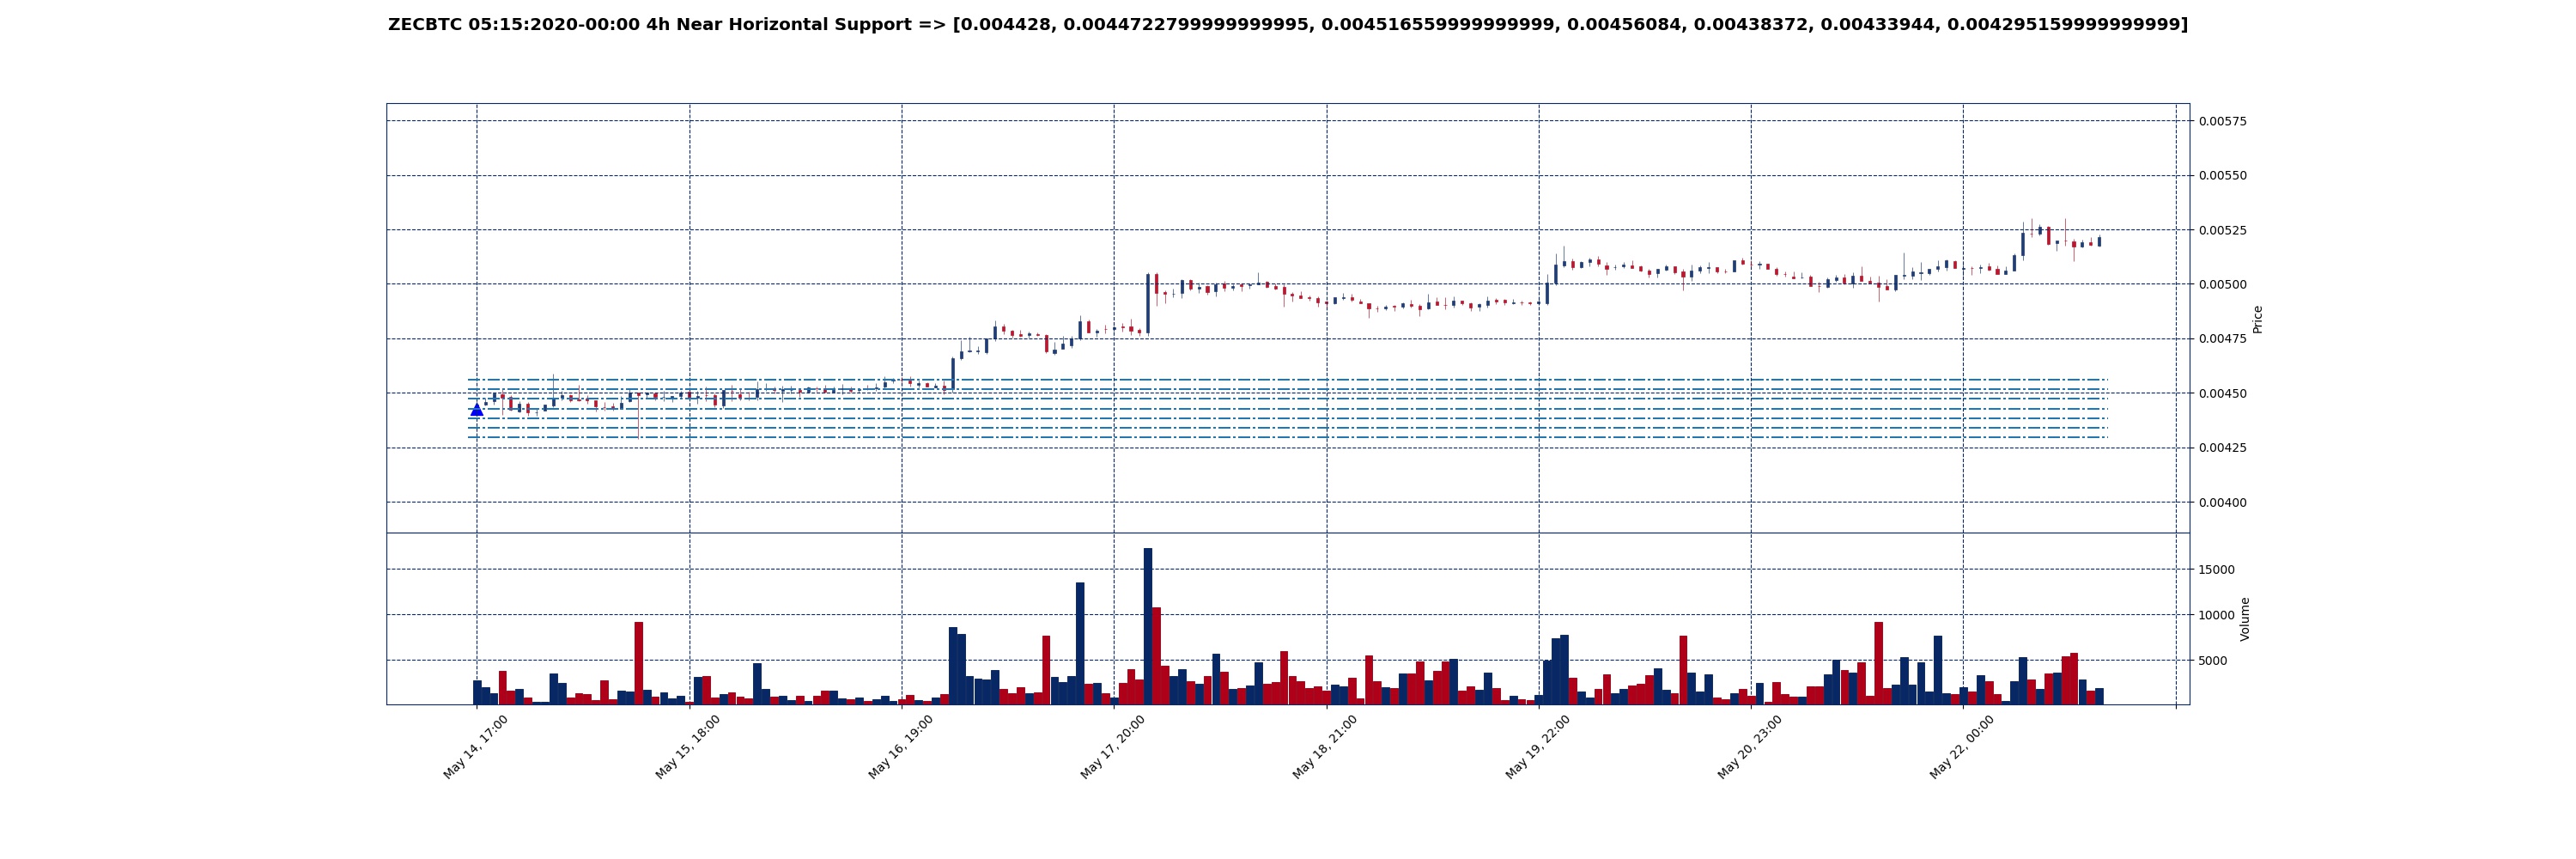 ZECBTC 05:15:2020-00:00 4h Near Horizontal Support => [0.004428, 0.0044722799999999995, 0.004516559999999999, 0.00456084, 0.00438372, 0.00433944, 0.004295159999999999]
0.00575
0.00550
0.00525
0.00500
0.00475
0.00450
0.00425
0.00400
Price
15000
10000
5000
Volume
May 14, 17:00
May 15, 18:00
May 16, 19:00
May 17, 20:00
May 18, 21:00
May 19, 22:00
May 20, 23:00
May 22, 00:00